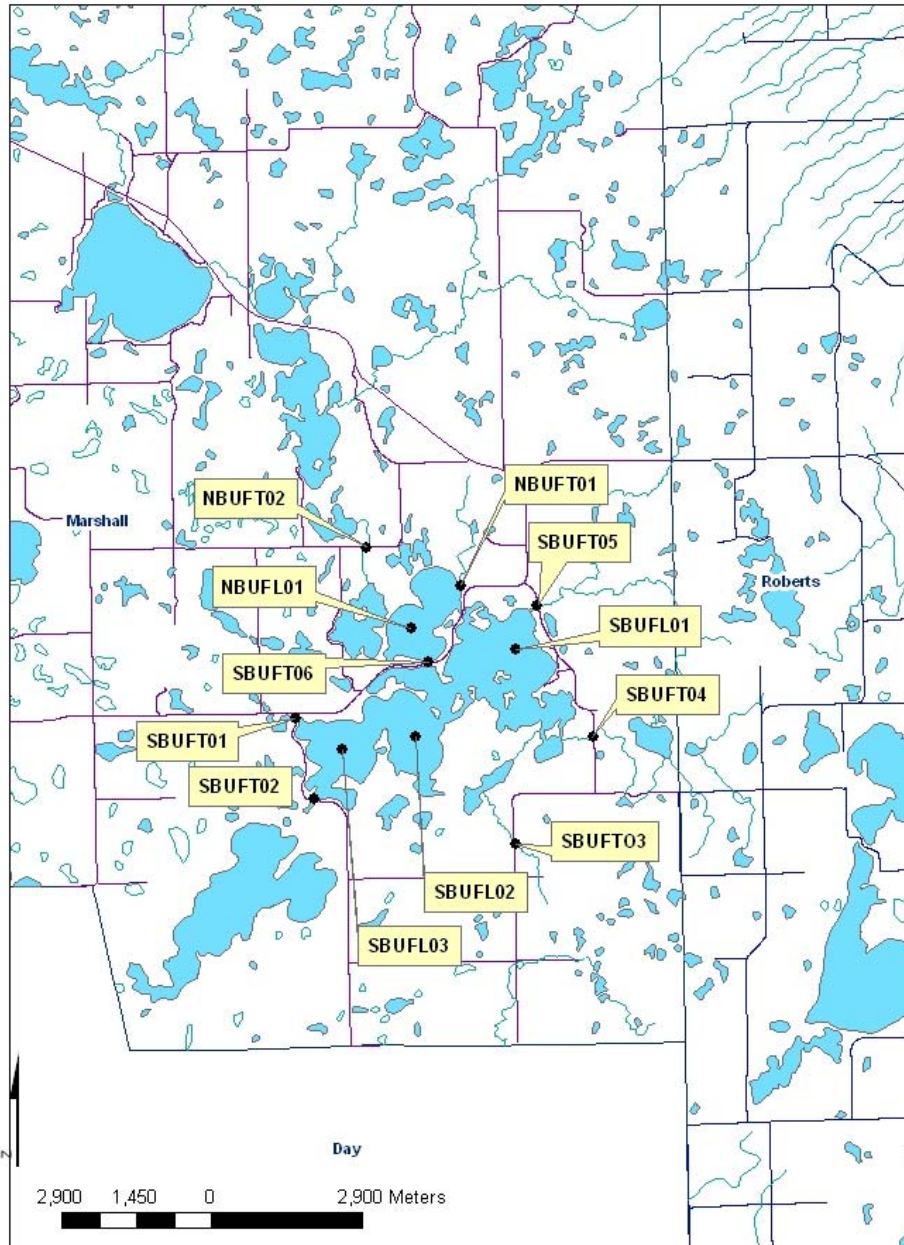 NBUFT02
NBUFT01
Marshall
SBUFT05
NBUFL01
Roberts
SBUFL01
SBUFT06
SBUFT04
SBUFT01
SBUFT02
SBUFTO3
SBUFL02
SBUFL03
N
Day
2,900 1,450 0 2,900 Meters